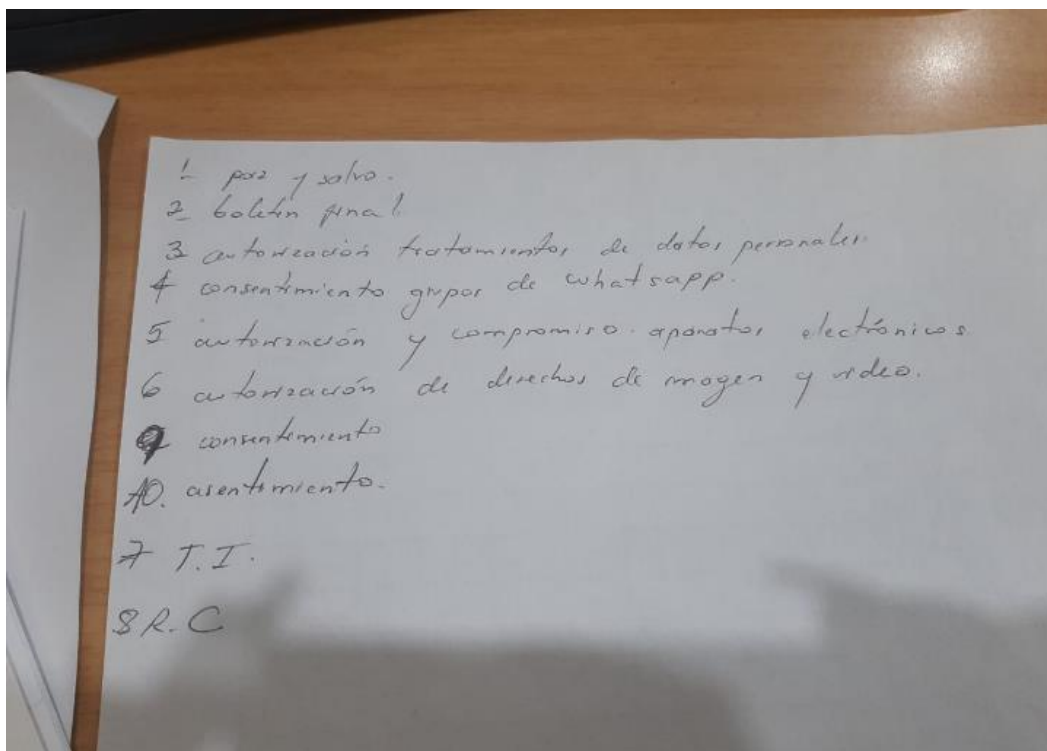 1 paz y salvo.
2 boletin final.
3 autorización tratamientos de datos personales.
4 consentimiento grupos de whatsapp.
5 autorización y compromiso. aparatos electrónicos
6 autorización de derechos de imagen y video.
9 consentimiento
10. asentimiento.
7 T.I.
8 R.C